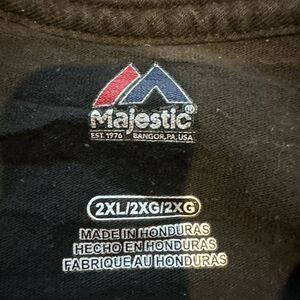 Majestic®
EST. 1976 BANGOR, PA, USA
2XL/2XG/2XG
MADE IN HONDURAS
HECHO EN HONDURAS
FABRIQUE AU HONDURAS